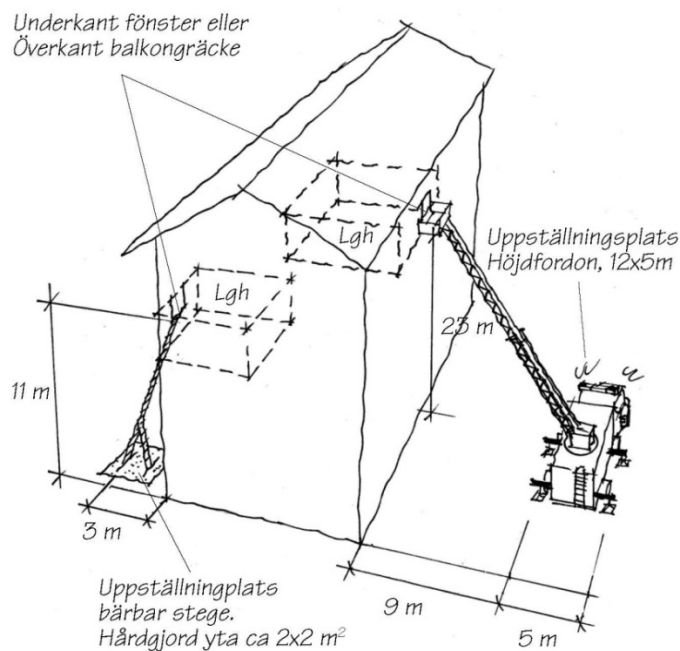 Underkant fönster eller
Överkant balkongräcke
Lgh
Uppställningsplats
Höjdfordon, 12x5m
Lgh
23 m
11 m
3 m
9 m
5 m
Uppställningplats
bärbar stege.
Hårdgjord yta ca 2x2 m²